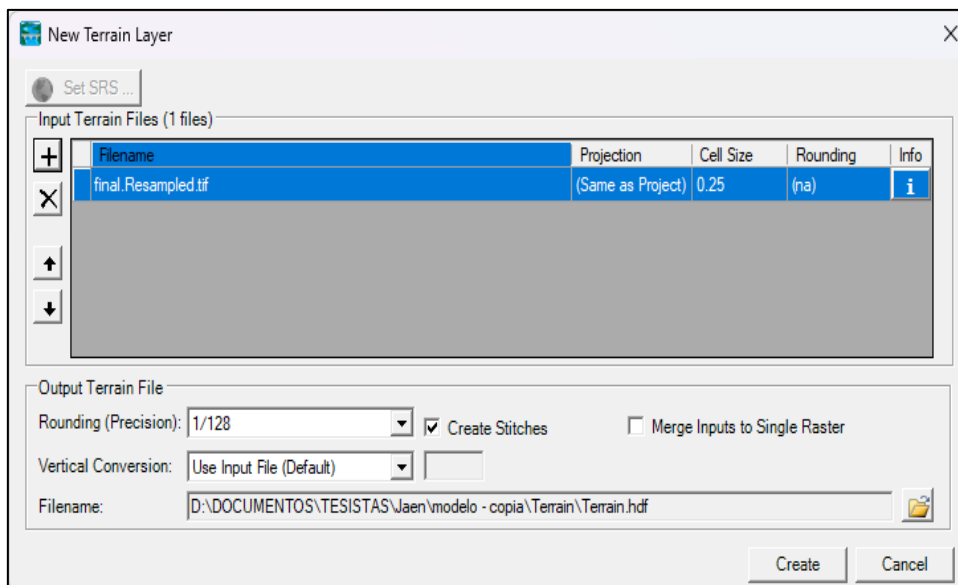 New Terrain Layer
Set SRS ...
Input Terrain Files (1 files)
Filename Projection Cell Size Rounding Info
final.Resampled.tif (Same as Project) 0.25 (na) i
Output Terrain File
Rounding (Precision): 1/128 Create Stitches Merge Inputs to Single Raster
Vertical Conversion: Use Input File (Default)
Filename: D:\DOCUMENTOS\TESISTAS\Jaen\modelo - copia\Terrain\Terrain.hdf
Create Cancel